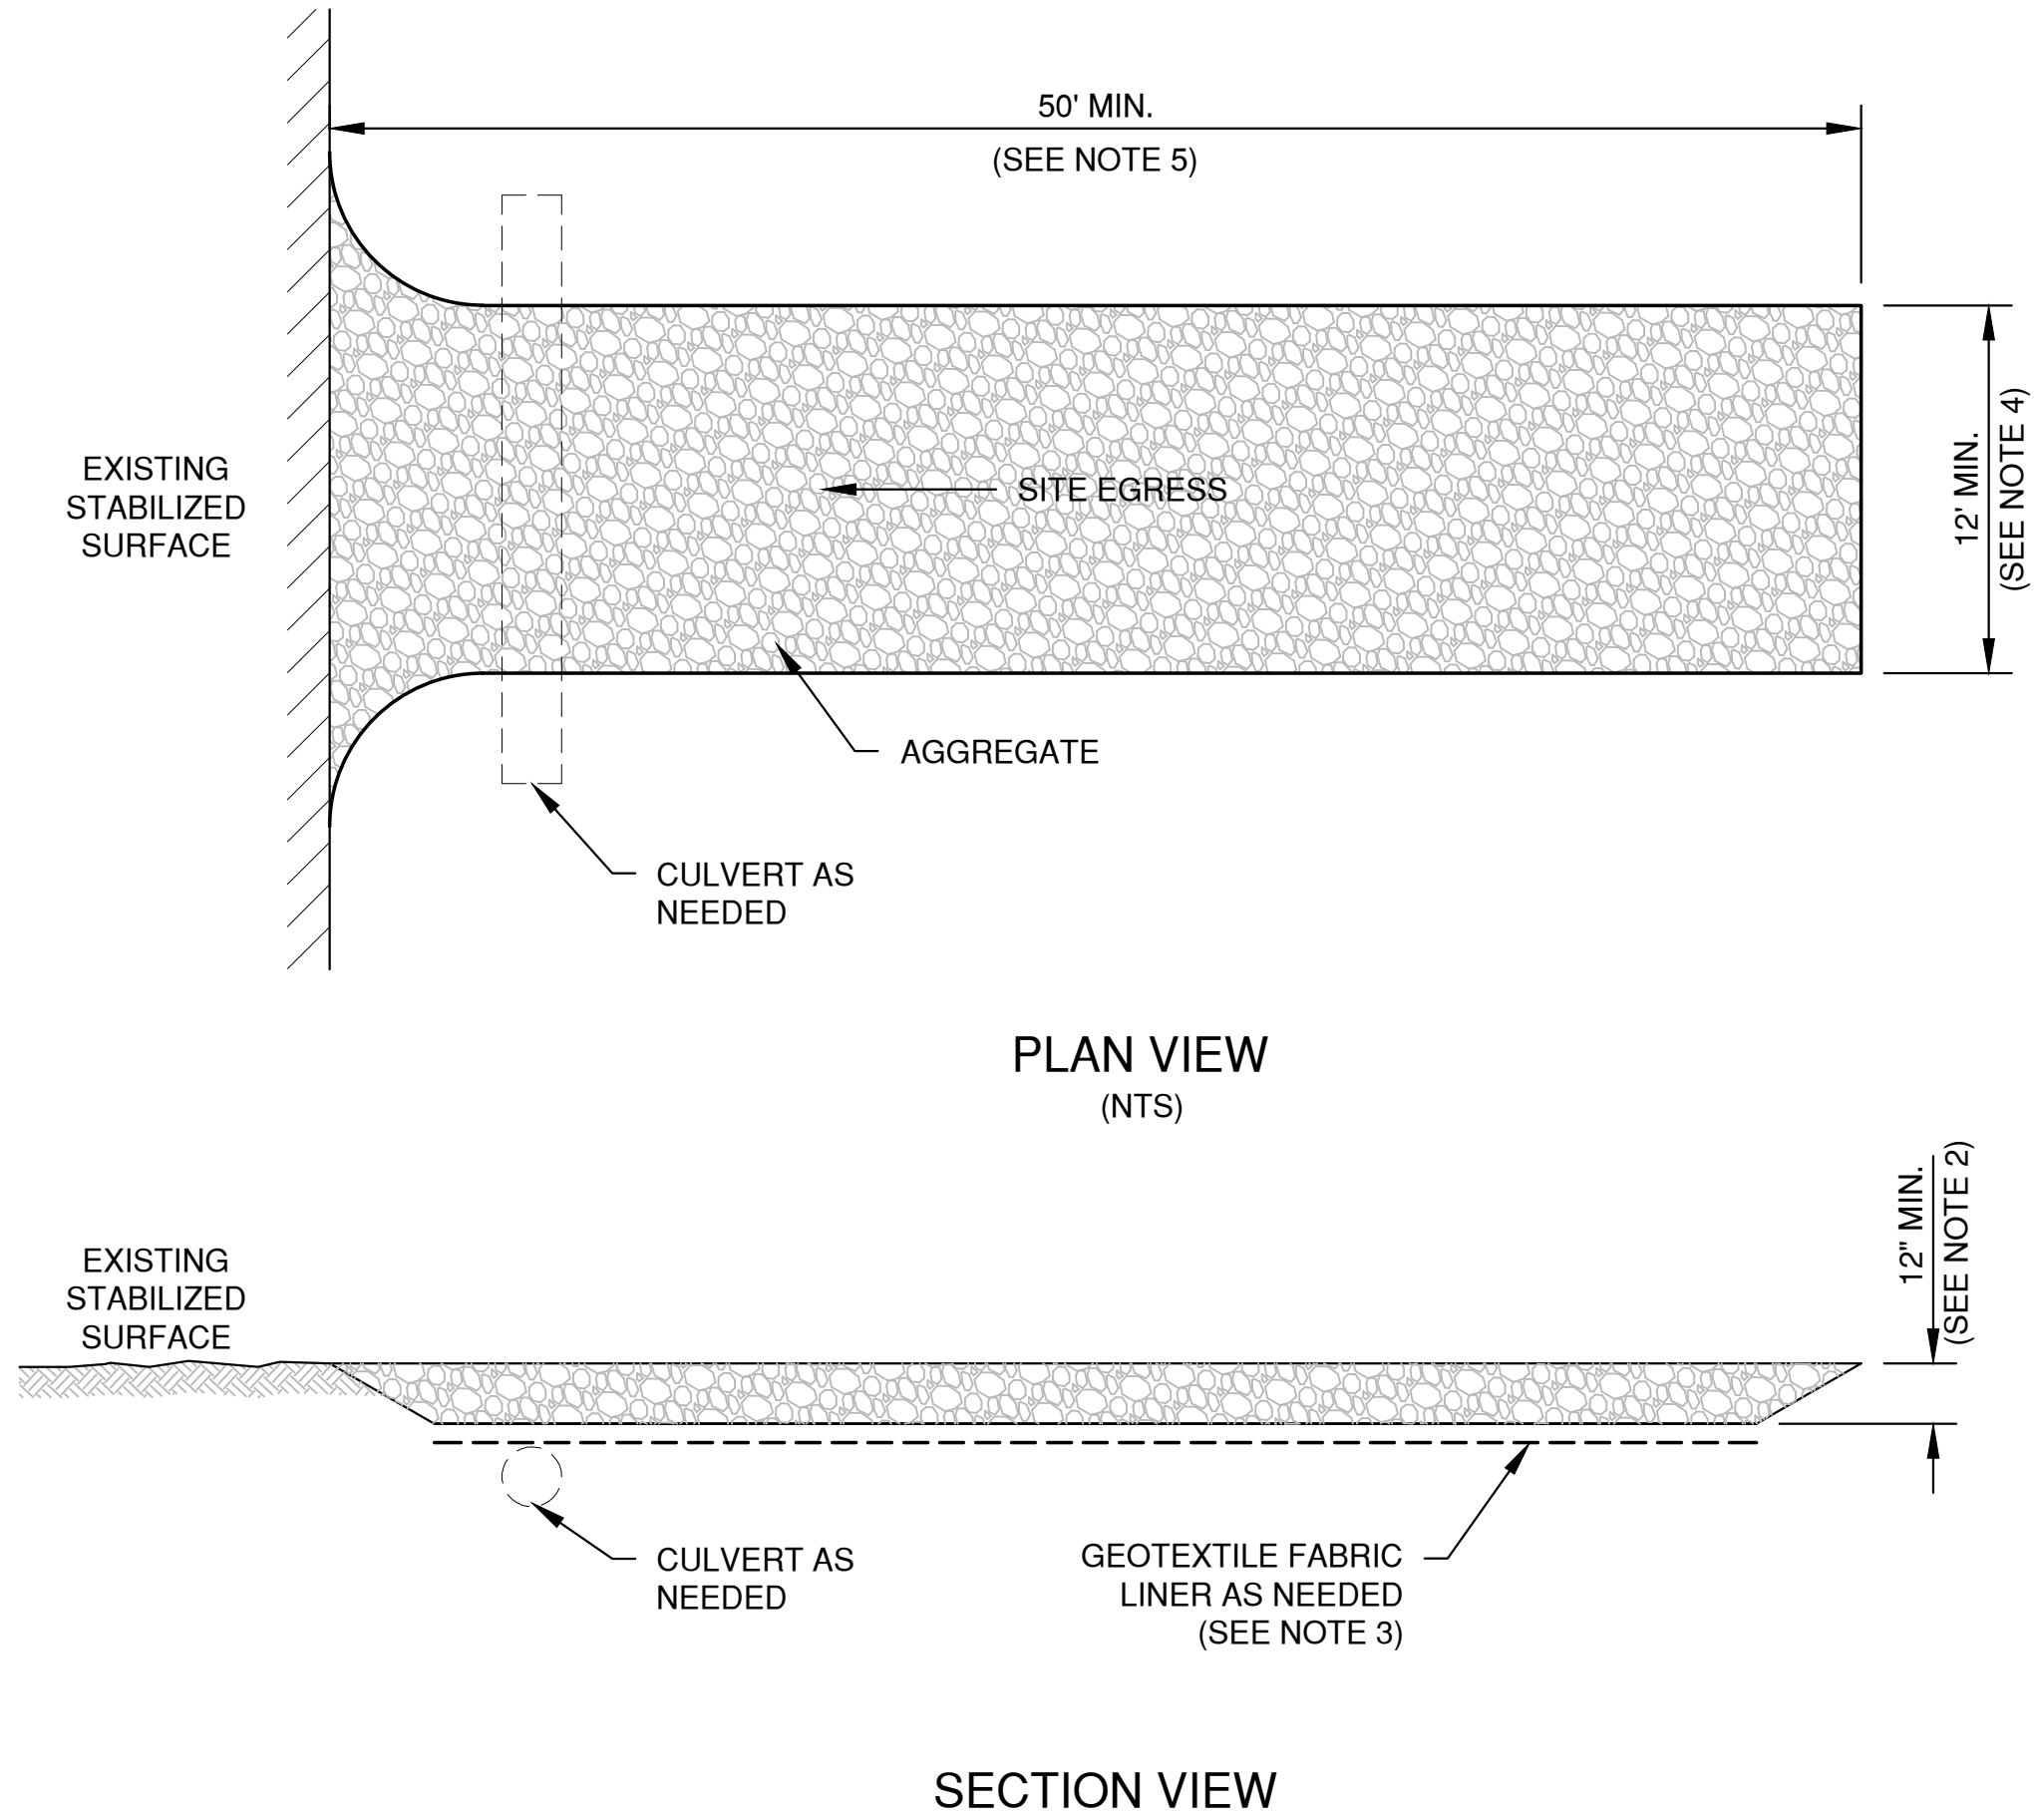 50' MIN.
(SEE NOTE 5)
EXISTING
STABILIZED
SURFACE
SITE EGRESS
12' MIN.
(SEE NOTE 4)
AGGREGATE
CULVERT AS
NEEDED
PLAN VIEW
(NTS)
12" MIN.
(SEE NOTE 2)
EXISTING
STABILIZED
SURFACE
CULVERT AS
NEEDED
GEOTEXTILE FABRIC
LINER AS NEEDED
(SEE NOTE 3)
SECTION VIEW